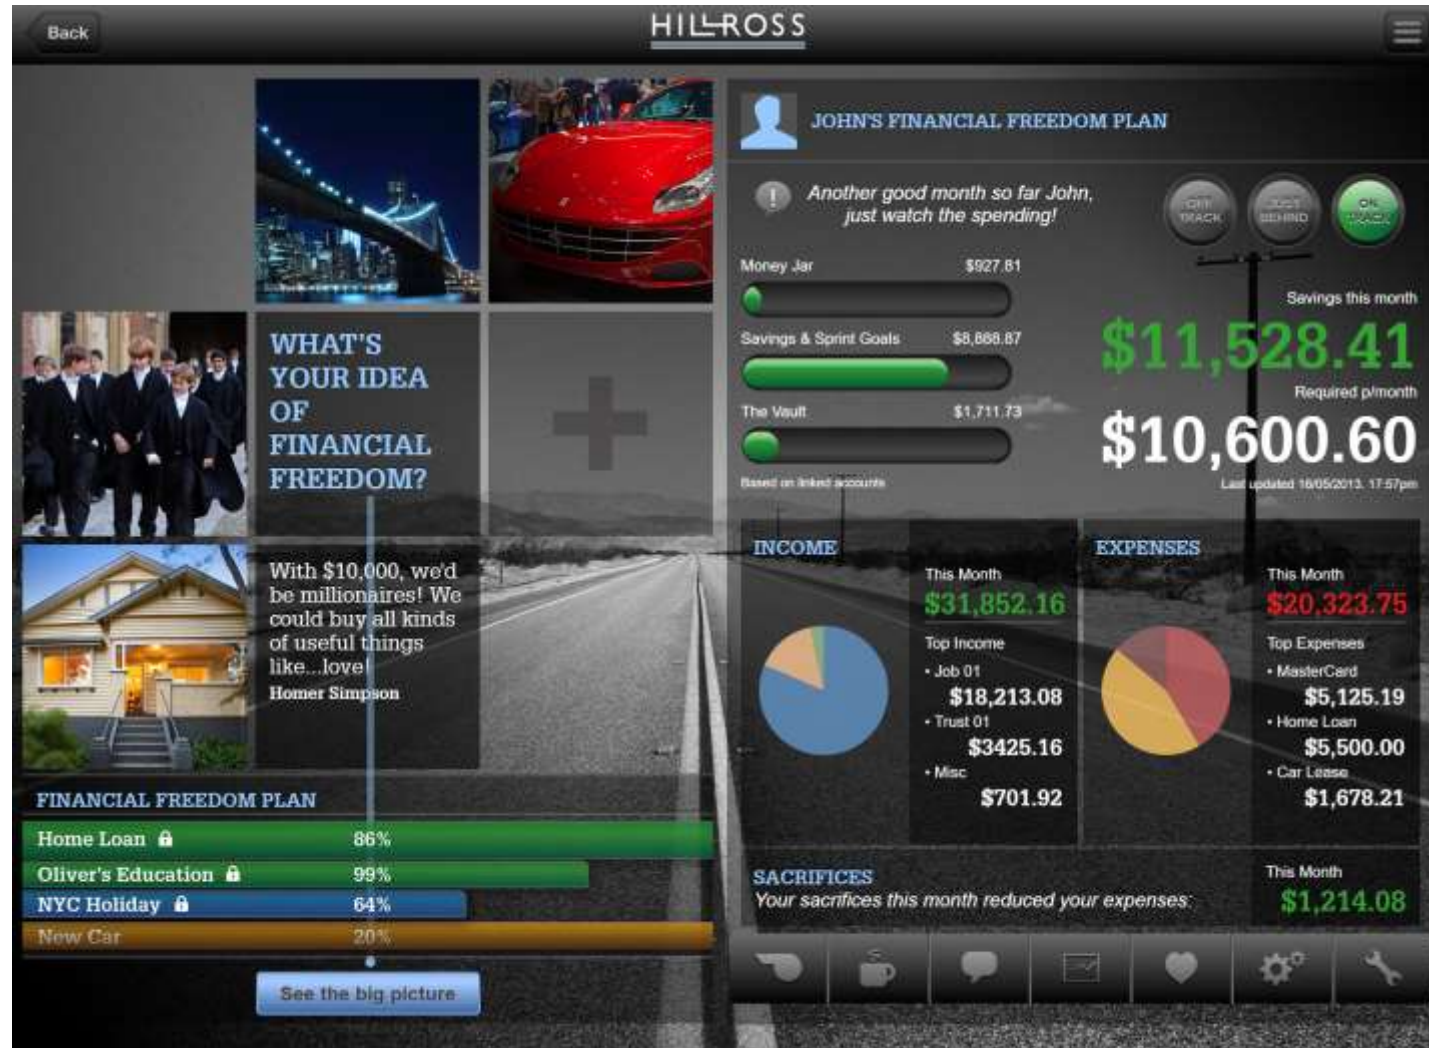 Back
HILLROSS
JOHN'S FINANCIAL FREEDOM PLAN
Another good month so far John,
just watch the spending!
OFF
TRACK
JUST
BEHIND
ON
TRACK
Money Jar $927.81
Savings & Sprint Goals $8,888.87
The Vault $1,711.73
Based on linked accounts
Savings this month
$11,528.41
Required p/month
$10,600.60
Last updated 16/05/2013, 17:57pm
WHAT'S
YOUR IDEA
OF
FINANCIAL
FREEDOM?
With $10,000, we'd
be millionaires! We
could buy all kinds
of useful things
like...love!
Homer Simpson
FINANCIAL FREEDOM PLAN
Home Loan 86%
Oliver's Education 99%
NYC Holiday 64%
New Car 20%
See the big picture
INCOME
This Month
$31,852.16
Top Income
• Job 01
$18,213.08
• Trust 01
$3425.16
• Misc
$701.92
EXPENSES
This Month
$20,323.75
Top Expenses
• MasterCard
$5,125.19
• Home Loan
$5,500.00
• Car Lease
$1,678.21
SACRIFICES
Your sacrifices this month reduced your expenses:
This Month
$1,214.08